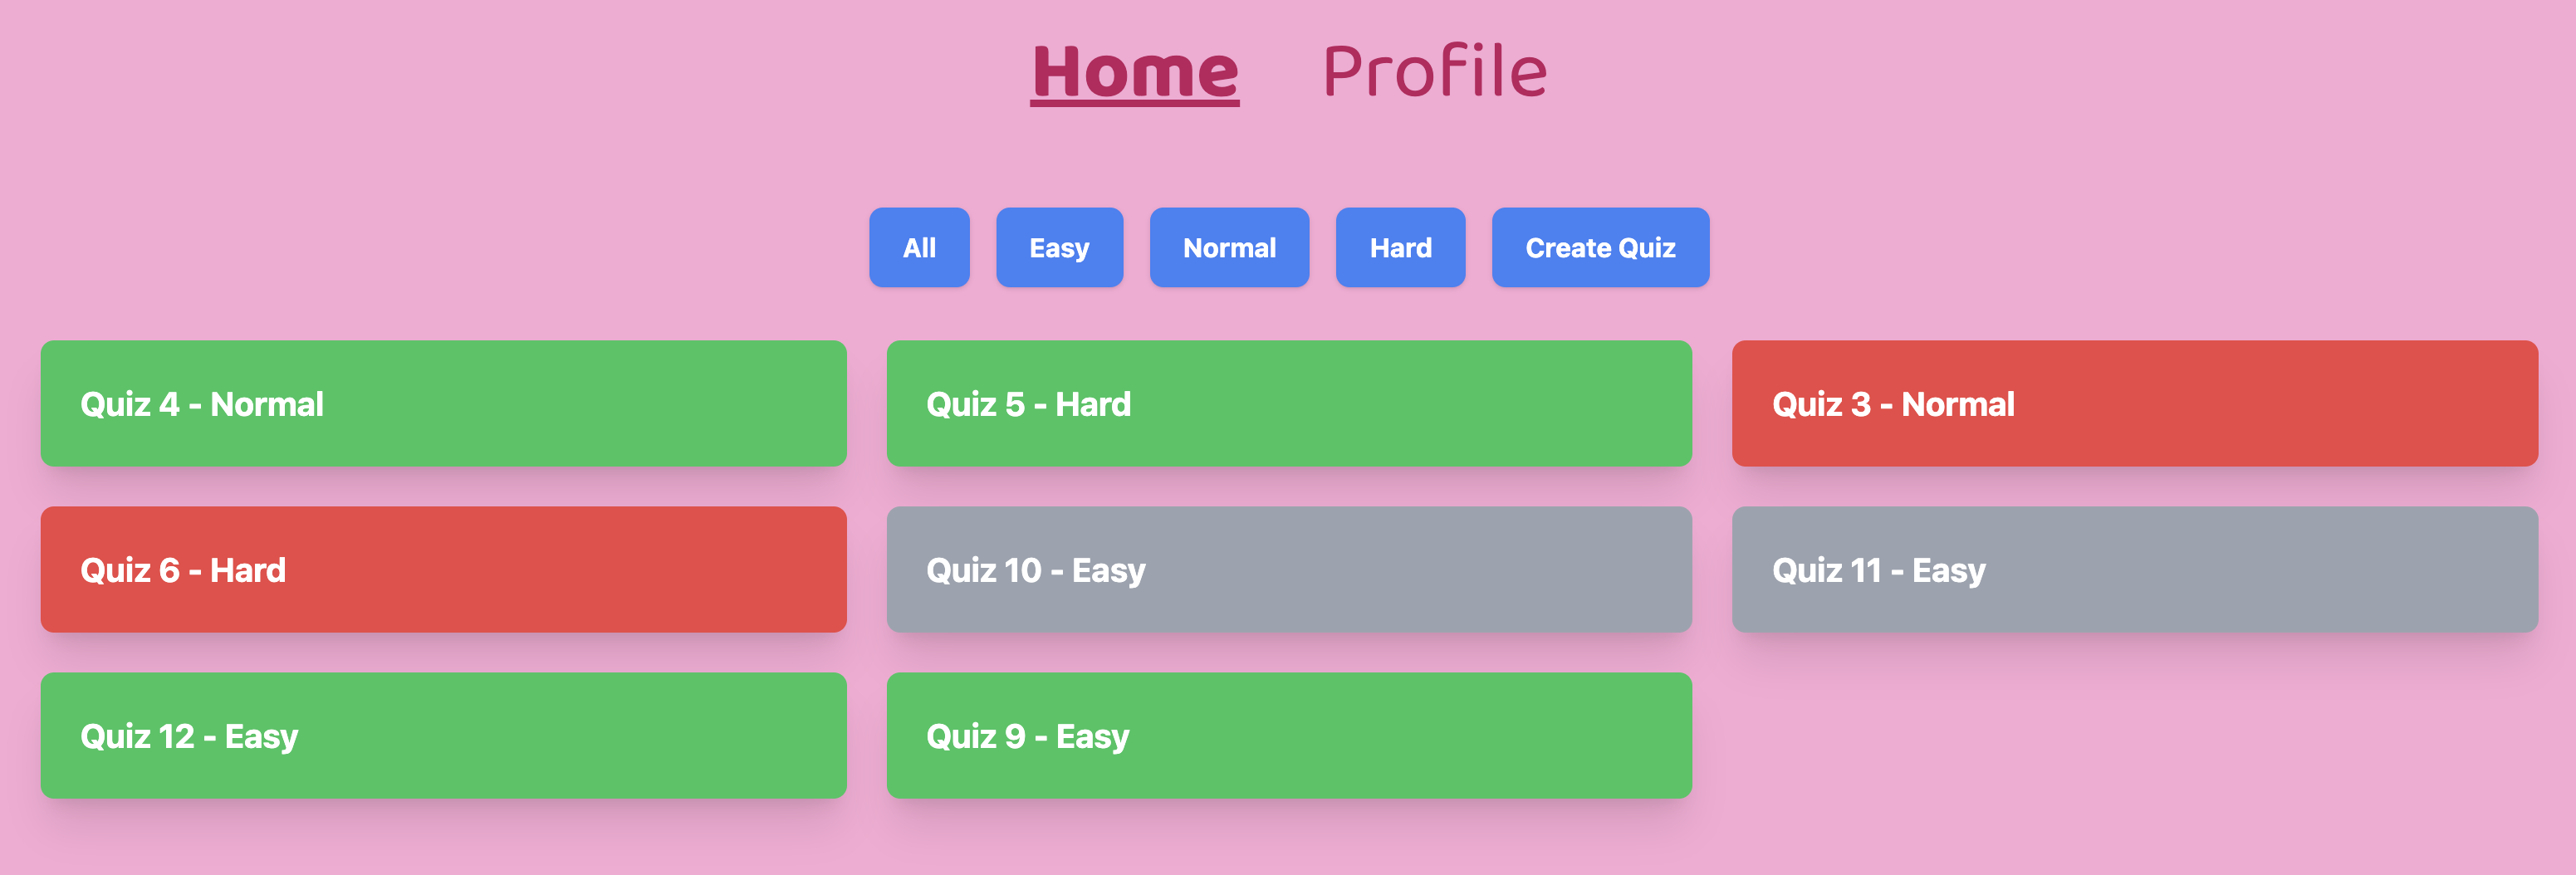 Home Profile
All Easy Normal Hard Create Quiz
Quiz 4 - Normal
Quiz 5 - Hard
Quiz 3 - Normal
Quiz 6 - Hard
Quiz 10 - Easy
Quiz 11 - Easy
Quiz 12 - Easy
Quiz 9 - Easy